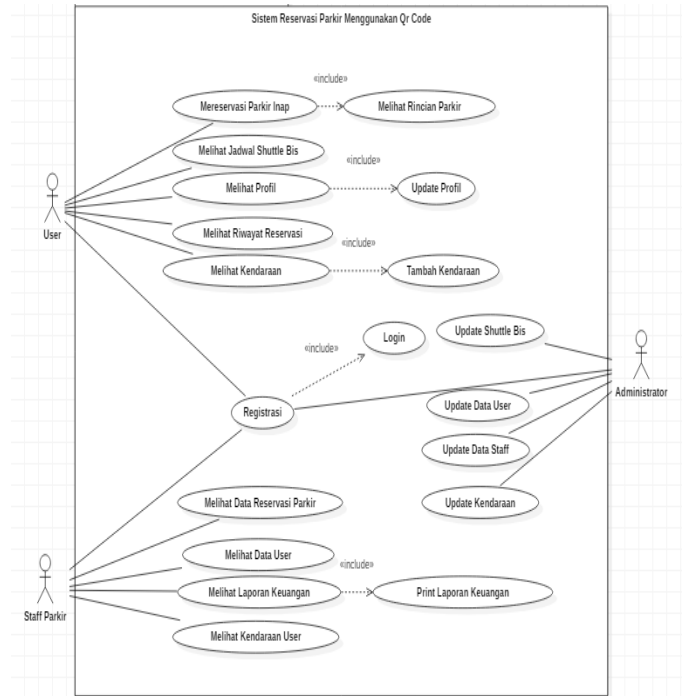 Sistem Reservasi Parkir Menggunakan Qr Code
«include»
Mereservasi Parkir Inap
Melihat Rincian Parkir
Melihat Jadwal Shuttle Bis
«include»
Melihat Profil
Update Profil
User
Melihat Riwayat Reservasi
«include»
Melihat Kendaraan
Tambah Kendaraan
Update Shuttle Bis
Login
«include»
Administrator
Update Data User
Registrasi
Update Data Staff
Melihat Data Reservasi Parkir
Update Kendaraan
Melihat Data User
«include»
Melihat Laporan Keuangan
Print Laporan Keuangan
Staff Parkir
Melihat Kendaraan User